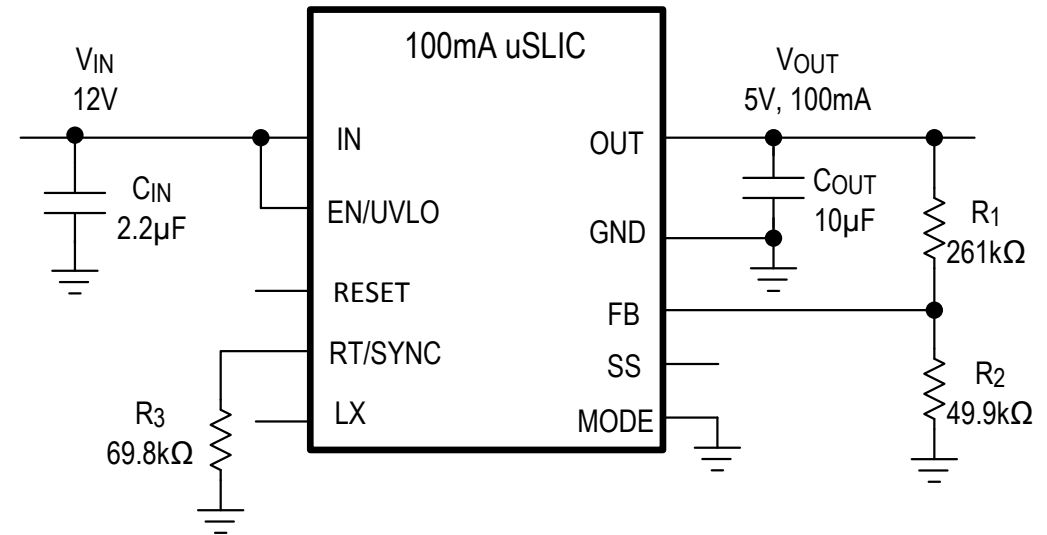 100mA uSLIC
VIN
12V
VOUT
5V, 100mA
IN
OUT
CIN
2.2µF
EN/UVLO
COUT
10µF
GND
R1
261kΩ
RESET
FB
RT/SYNC
SS
R2
49.9kΩ
R3
69.8kΩ
LX
MODE